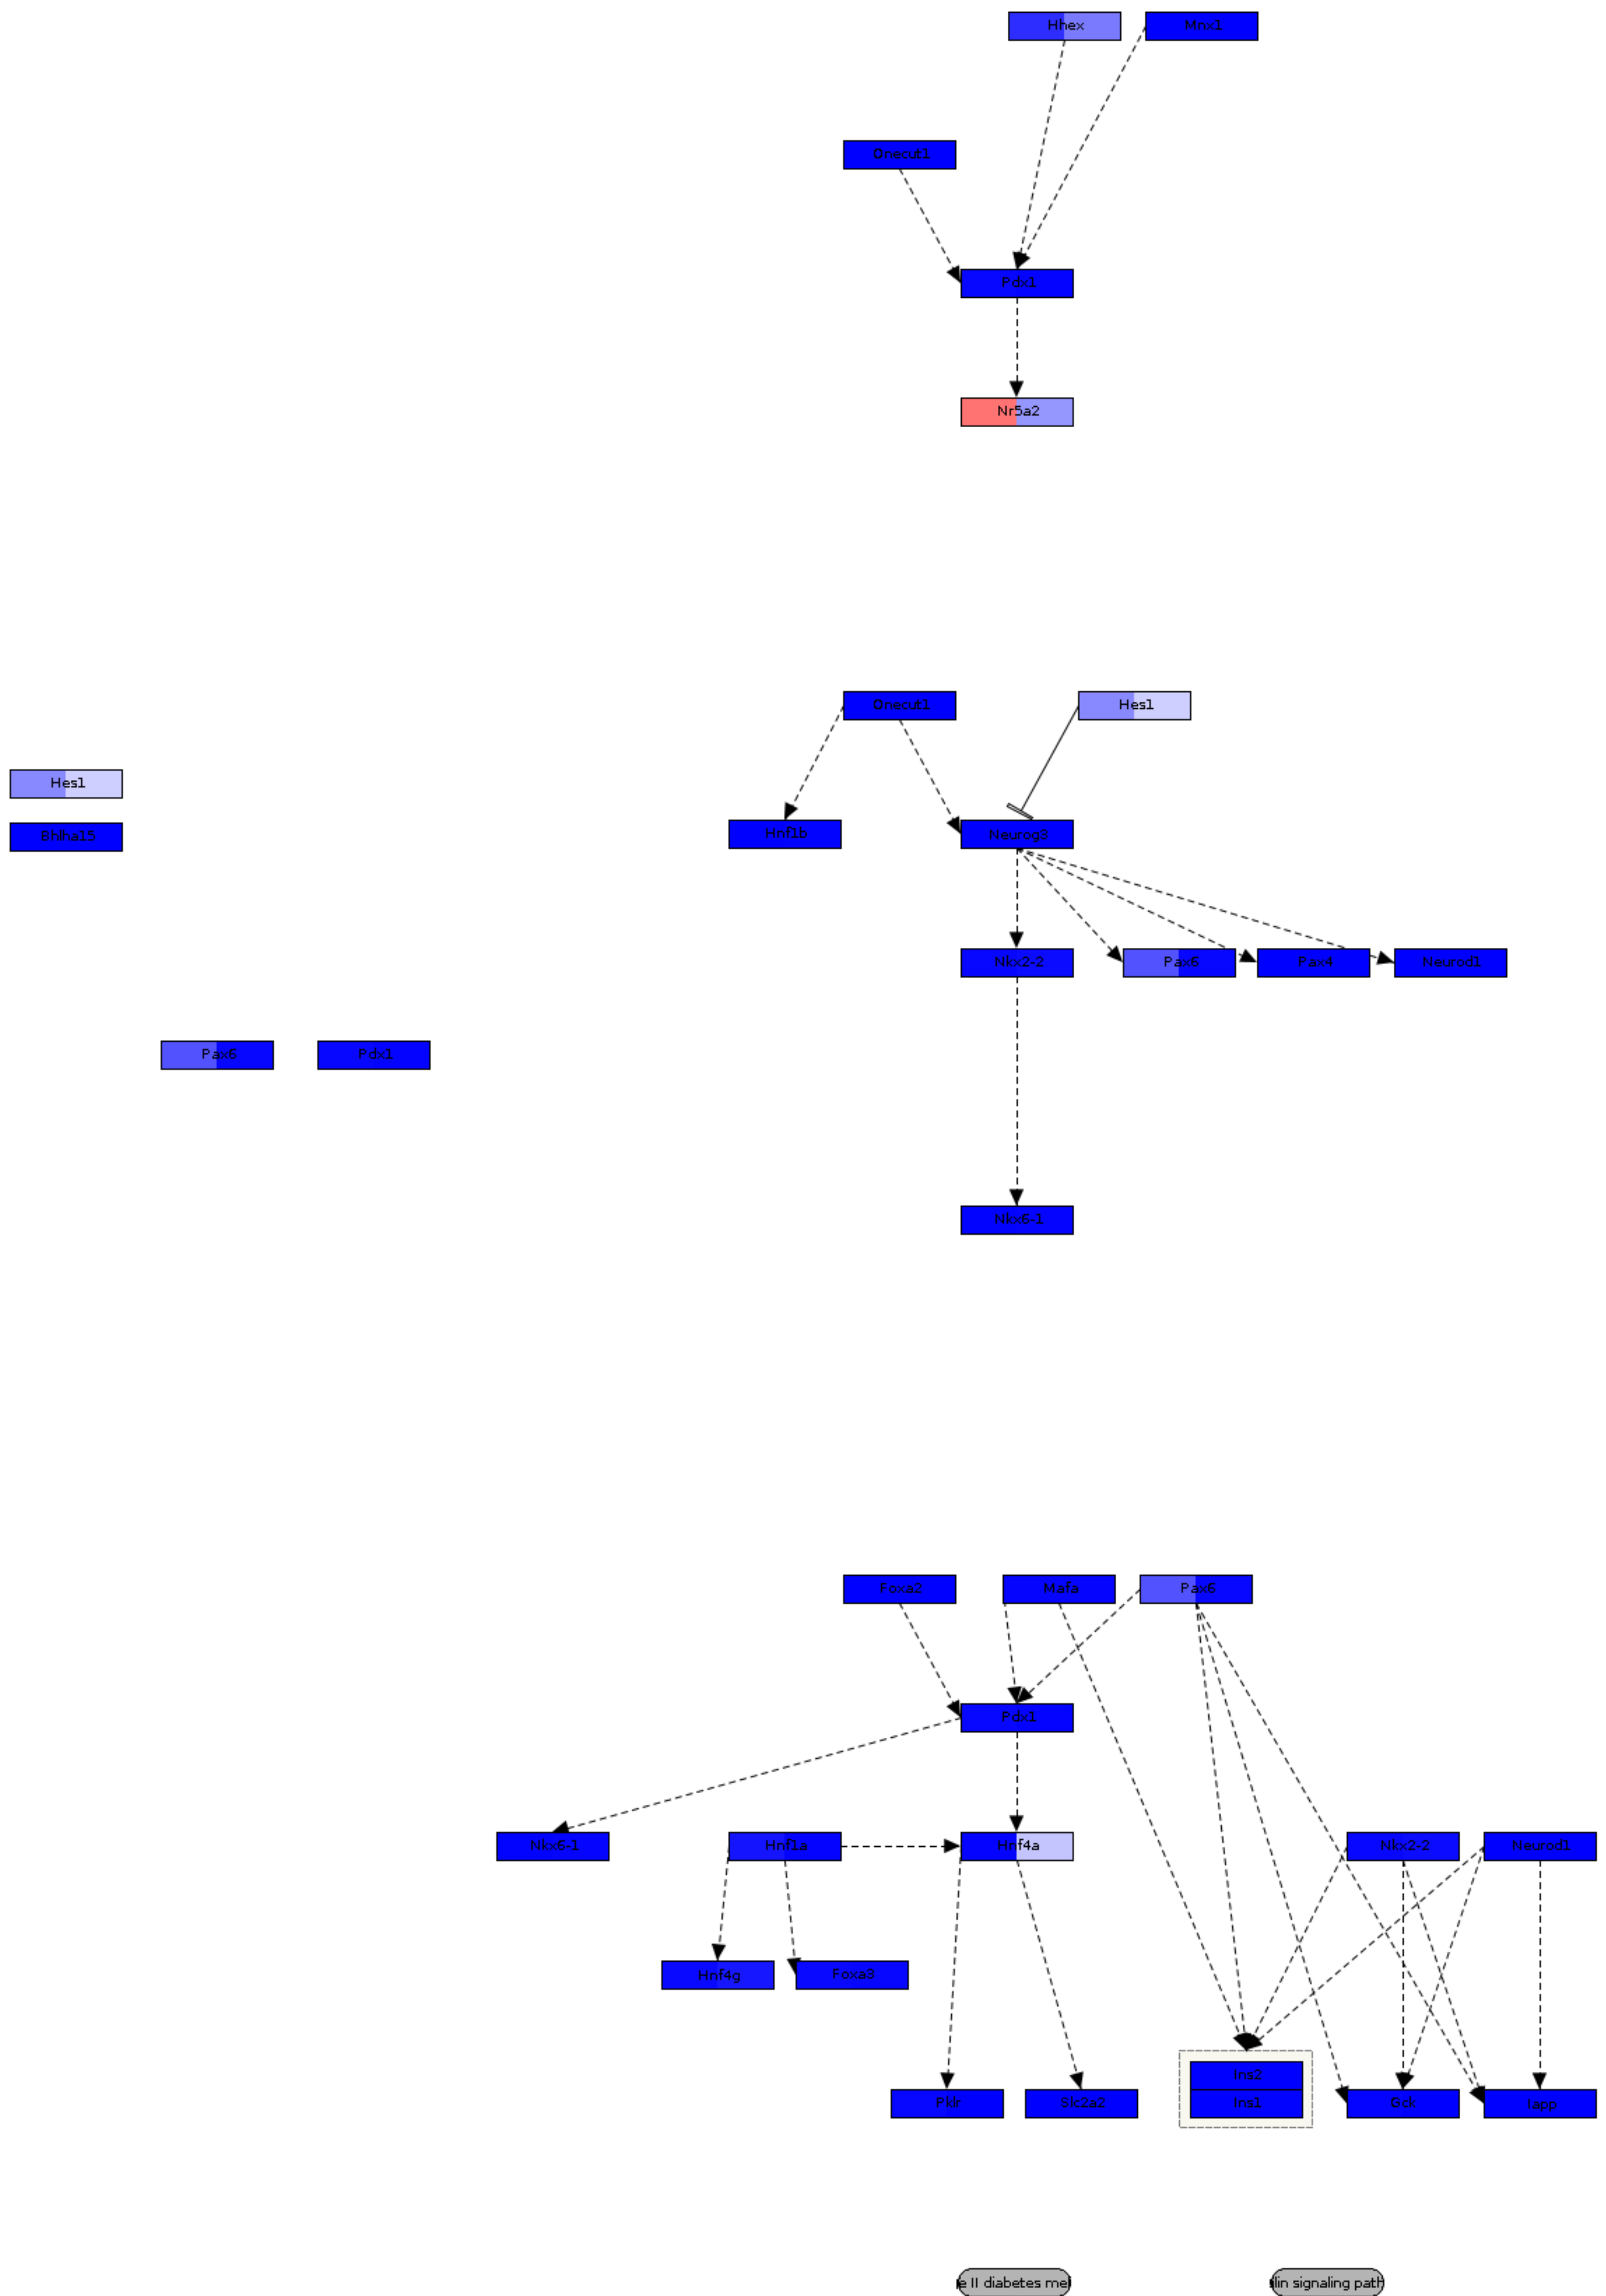 Hhex
Mnx1
Onecut1
Pdx1
Nr5a2
Onecut1
Hes1
Hes1
Hnf1b
Neurog3
Bhlha15
Nkx2-2
Pax6
Pax4
Neurod1
Pax6
Pdx1
Nkx6-1
Foxa2
Mafa
Pax6
Pdx1
Nkx6-1
Hnf1a
Hnf4a
Nkx2-2
Neurod1
Hnf4g
Foxa3
Ins2
Pklr
Slc2a2
Ins1
Gck
Iapp
e II diabetes mel
lin signaling path